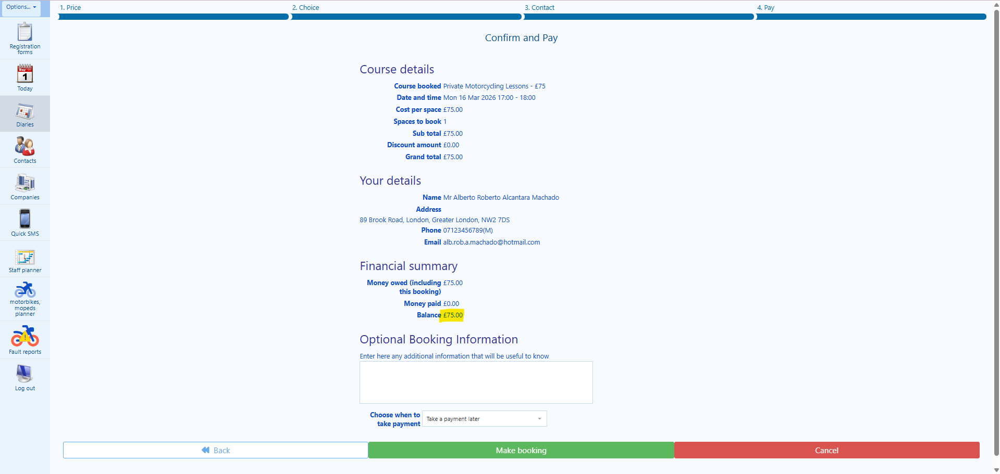 Options...
1. Price
2. Choice
3. Contact
4. Pay
Registration
forms
Day
1
Today
Diaries
Contacts
Companies
Quick SMS
Staff planner
motorbikes,
mopeds
planner
Fault reports
Log out
Confirm and Pay
Course details
Course booked Private Motorcycling Lessons - £75
Date and time Mon 16 Mar 2026 17:00 - 18:00
Cost per space £75.00
Spaces to book 1
Sub total £75.00
Discount amount £0.00
Grand total £75.00
Your details
Name Mr Alberto Roberto Alcantara Machado
Address
89 Brook Road, London, Greater London, NW2 7DS
Phone 07123456789(M)
Email alb.rob.a.machado@hotmail.com
Financial summary
Money owed (including £75.00
this booking)
Money paid £0.00
Balance £75.00
Optional Booking Information
Enter here any additional information that will be useful to know
Choose when to
take payment
Take a payment later
Back
Make booking
Cancel